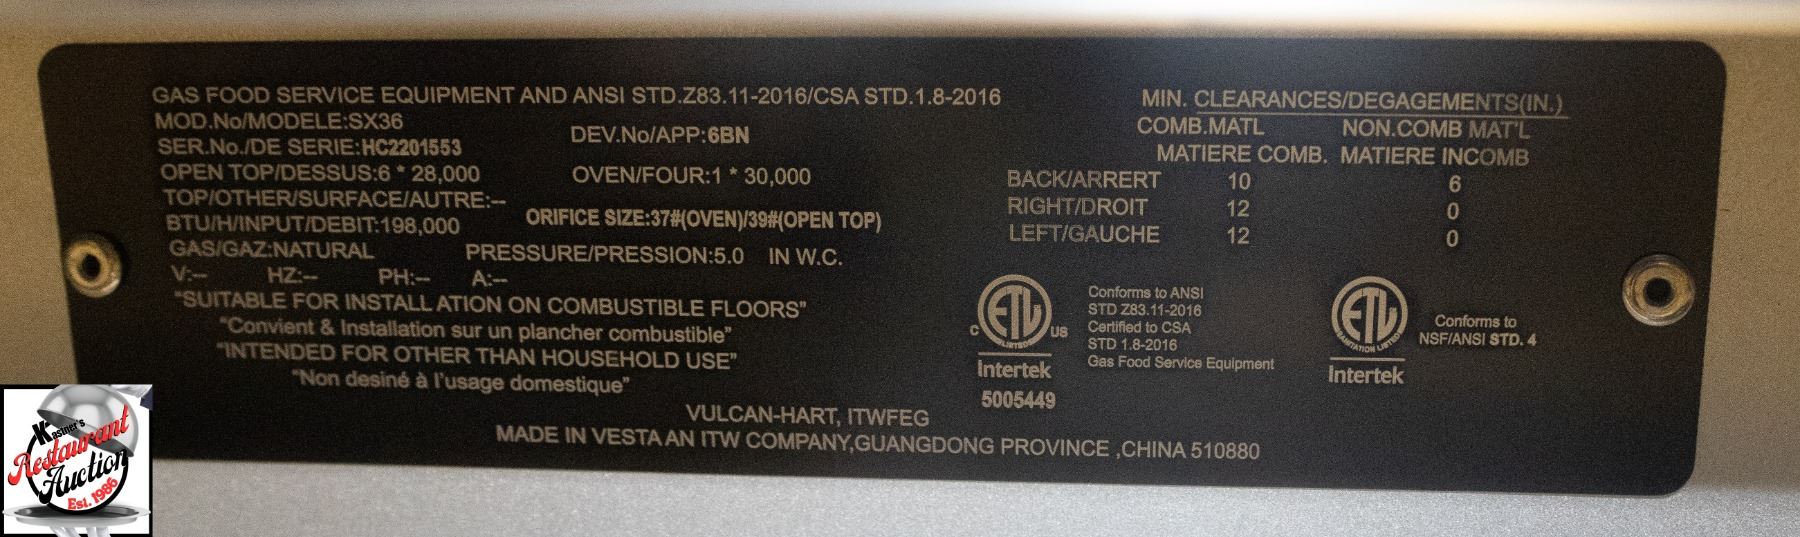 GAS FOOD SERVICE EQUIPMENT AND ANSI STD.Z83.11-2016/CSA STD.1.8-2016
MOD.No/MODELE:SX36
DEV.No/APP:6BN
SER.No./DE SERIE:HC2201553
OPEN TOP/DESSUS:6 * 28,000
OVEN/FOUR:1 * 30,000
TOP/OTHER/SURFACE/AUTRE:--
BTU/H/INPUT/DEBIT:198,000
ORIFICE SIZE:37#(OVEN)/39#(OPEN TOP)
GAS/GAZ:NATURAL
PRESSURE/PRESSION:5.0 IN W.C.
V:-- HZ:-- PH:-- A:--
"SUITABLE FOR INSTALLATION ON COMBUSTIBLE FLOORS"
"Convient & Installation sur un plancher combustible"
"INTENDED FOR OTHER THAN HOUSEHOLD USE"
"Non desiné à l'usage domestique"
MIN. CLEARANCES/DEGAGEMENTS(IN.)
COMB.MATL NON.COMB MAT'L
MATIERE COMB. MATIERE INCOMB
BACK/ARRERT 10 6
RIGHT/DROIT 12 0
LEFT/GAUCHE 12 0
C ETL US
LISTED
Intertek
5005449
Conforms to ANSI
STD Z83.11-2016
Certified to CSA
STD 1.8-2016
Gas Food Service Equipment
ETL
SANITATION LISTED
Intertek
Conforms to
NSF/ANSI STD. 4
VULCAN-HART, ITWFEG
MADE IN VESTA AN ITW COMPANY,GUANGDONG PROVINCE ,CHINA 510880
Kastner's
Restaurant
Auction
Est. 1986